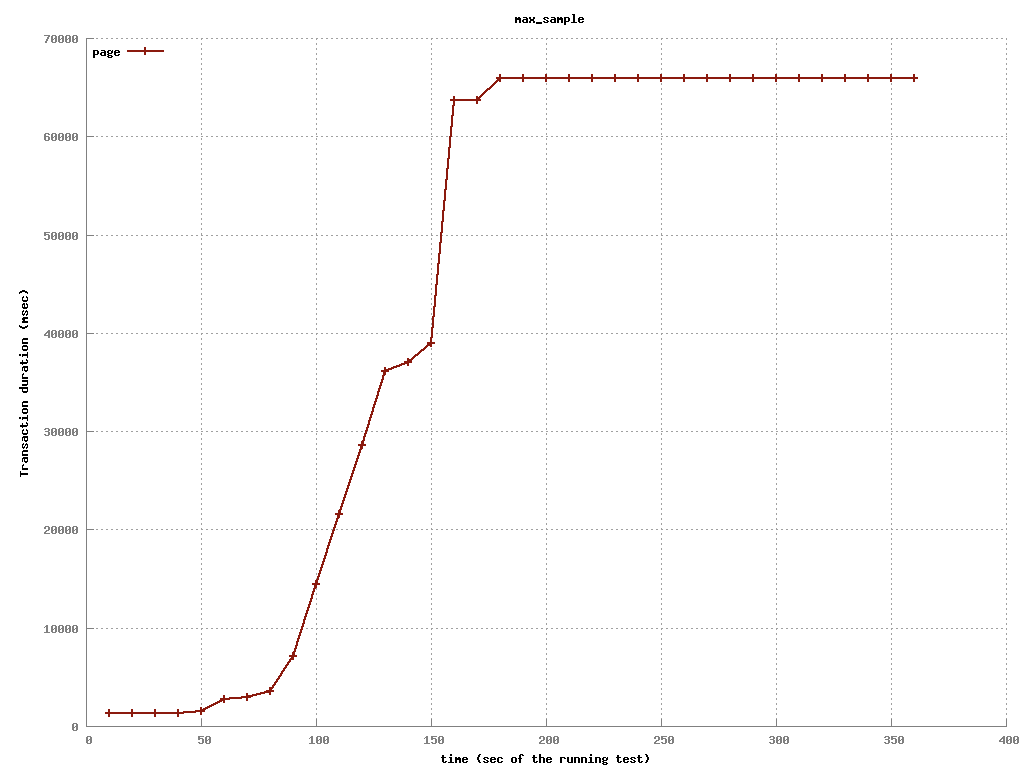 max_sample
70000
page
60000
50000
40000
30000
20000
10000
0
Transaction duration (msec)
0 50 100 150 200 250 300 350 400
time (sec of the running test)